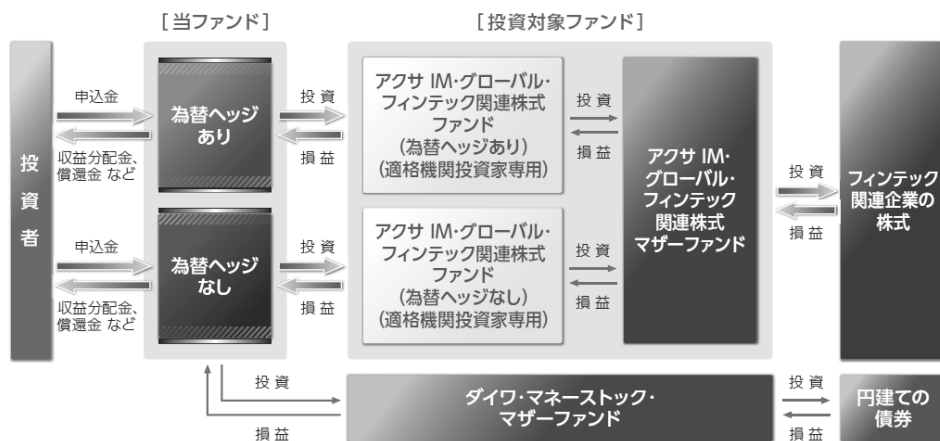 ［当ファンド］
［投資対象ファンド］
投資者
申込金
収益分配金、
償還金 など
為替ヘッジ
あり
投 資
損 益
アクサ IM・グローバル・
フィンテック関連株式
ファンド
（為替ヘッジあり）
（適格機関投資家専用）
投 資
損 益
申込金
収益分配金、
償還金 など
為替ヘッジ
なし
投 資
損 益
アクサ IM・グローバル・
フィンテック関連株式
ファンド
（為替ヘッジなし）
（適格機関投資家専用）
投 資
損 益
アクサ IM・
グローバル・
フィンテック
関連株式
マザーファンド
投 資
損 益
フィンテック
関連企業の
株式
投 資
損 益
ダイワ・マネーストック・
マザーファンド
投 資
損 益
円建ての
債券